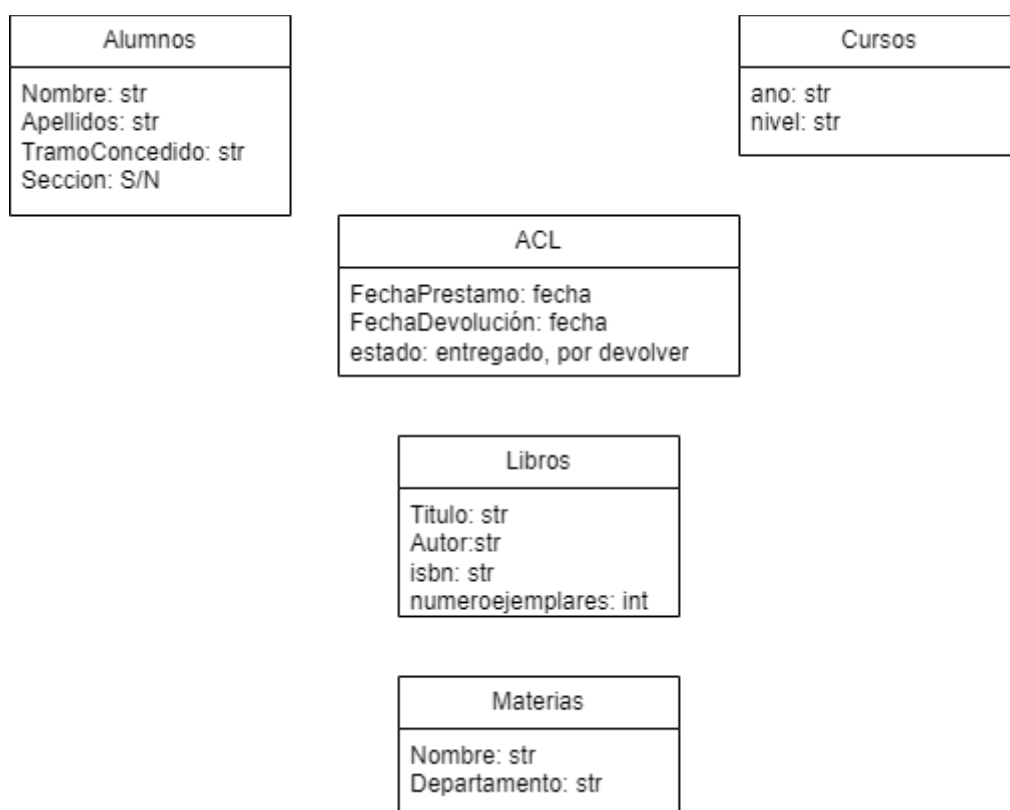 Alumnos
Nombre: str
Apellidos: str
TramoConcedido: str
Seccion: S/N
Cursos
ano: str
nivel: str
ACL
FechaPrestamo: fecha
FechaDevolución: fecha
estado: entregado, por devolver
Libros
Titulo: str
Autor:str
isbn: str
numeroejemplares: int
Materias
Nombre: str
Departamento: str